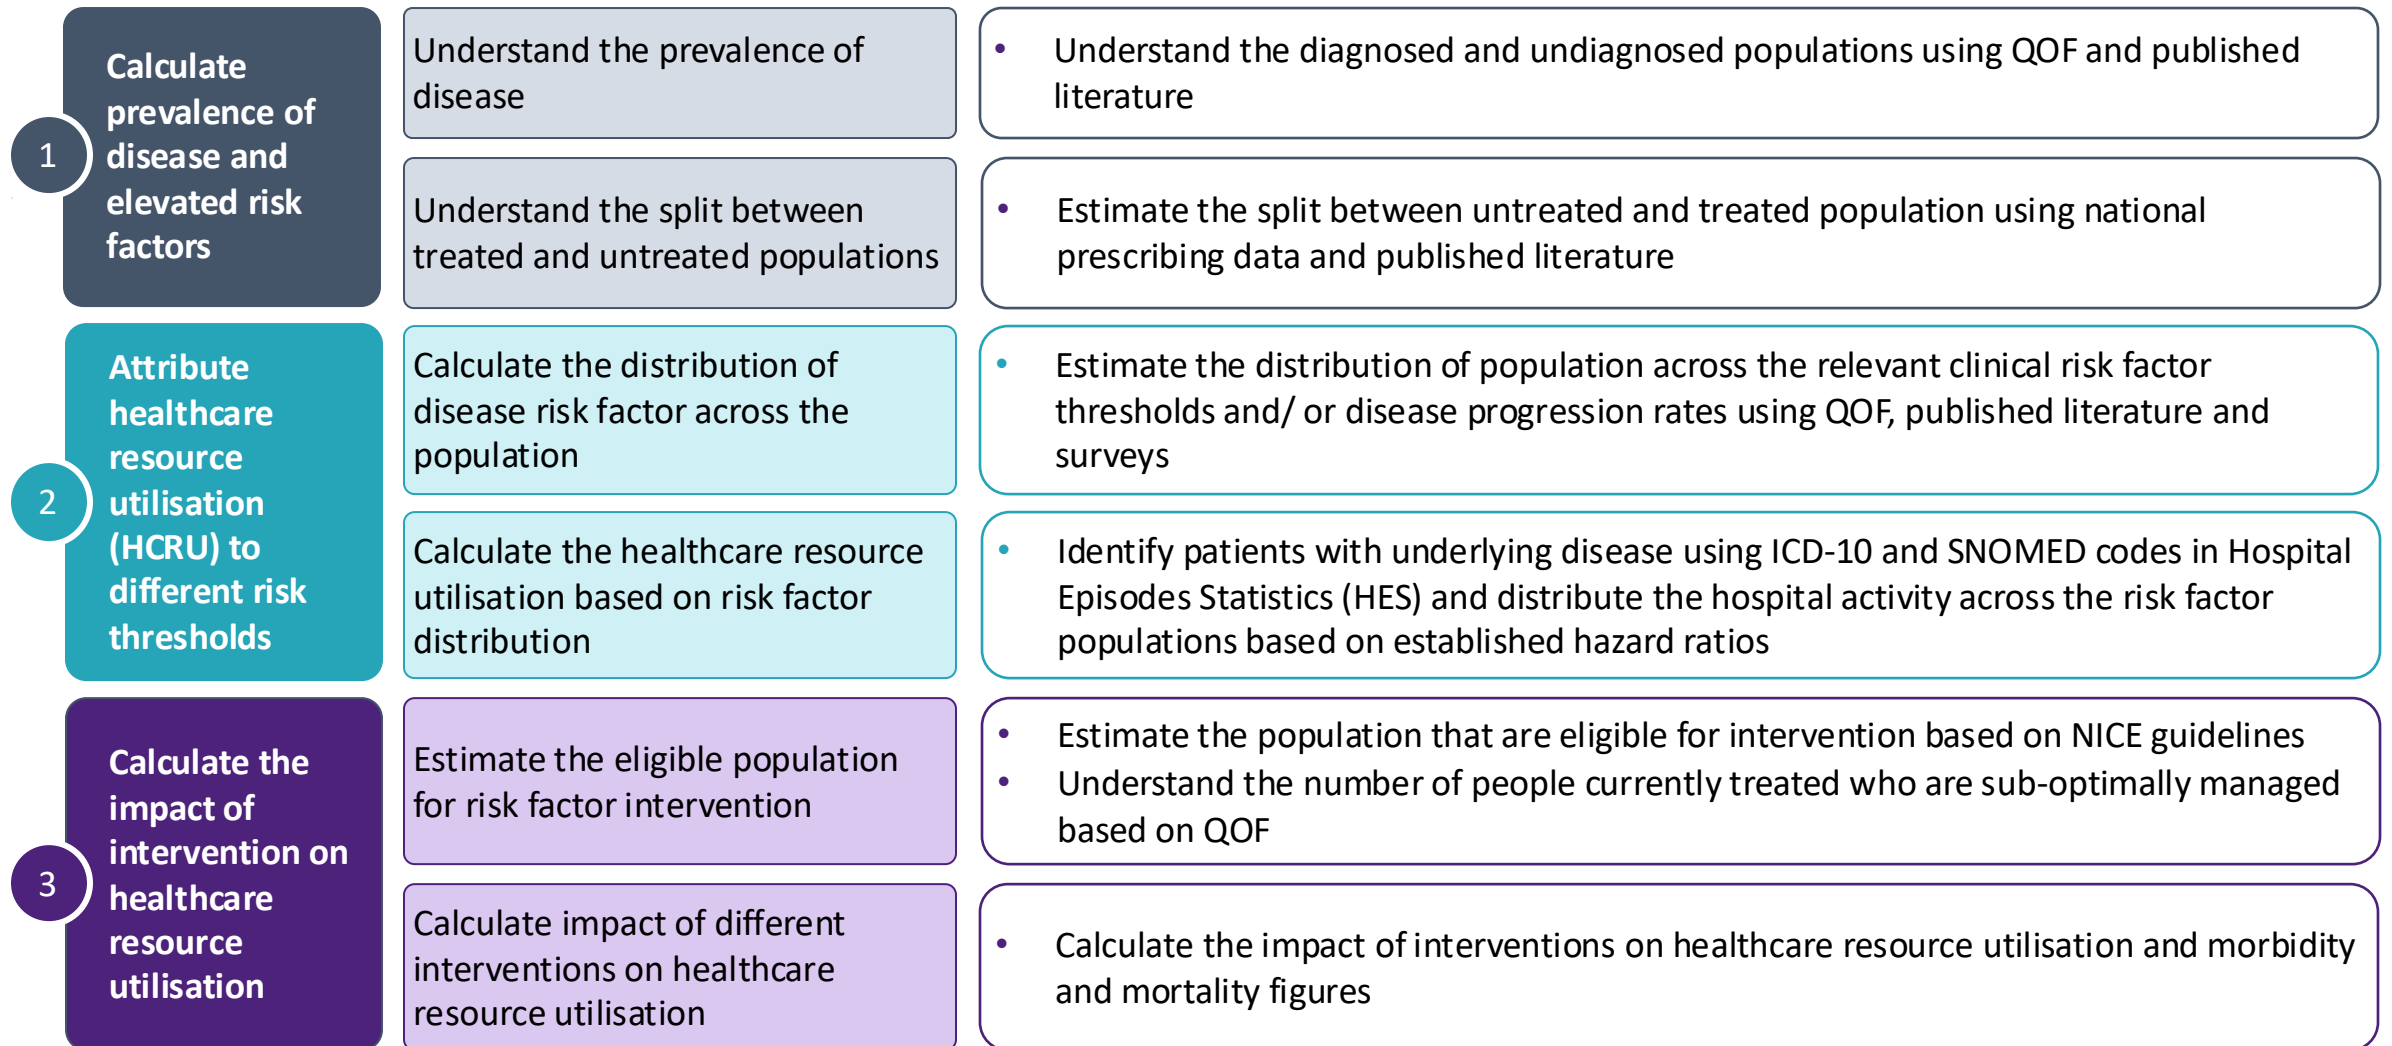 1
Calculate
prevalence of
disease and
elevated risk
factors
Understand the prevalence of
disease
• Understand the diagnosed and undiagnosed populations using QOF and published
literature
Understand the split between
treated and untreated populations
• Estimate the split between untreated and treated population using national
prescribing data and published literature
2
Attribute
healthcare
resource
utilisation
(HCRU) to
different risk
thresholds
Calculate the distribution of
disease risk factor across the
population
• Estimate the distribution of population across the relevant clinical risk factor
thresholds and/ or disease progression rates using QOF, published literature and
surveys
Calculate the healthcare resource
utilisation based on risk factor
distribution
• Identify patients with underlying disease using ICD-10 and SNOMED codes in Hospital
Episodes Statistics (HES) and distribute the hospital activity across the risk factor
populations based on established hazard ratios
3
Calculate the
impact of
intervention on
healthcare
resource
utilisation
Estimate the eligible population
for risk factor intervention
• Estimate the population that are eligible for intervention based on NICE guidelines
• Understand the number of people currently treated who are sub-optimally managed
based on QOF
Calculate impact of different
interventions on healthcare
resource utilisation
• Calculate the impact of interventions on healthcare resource utilisation and morbidity
and mortality figures